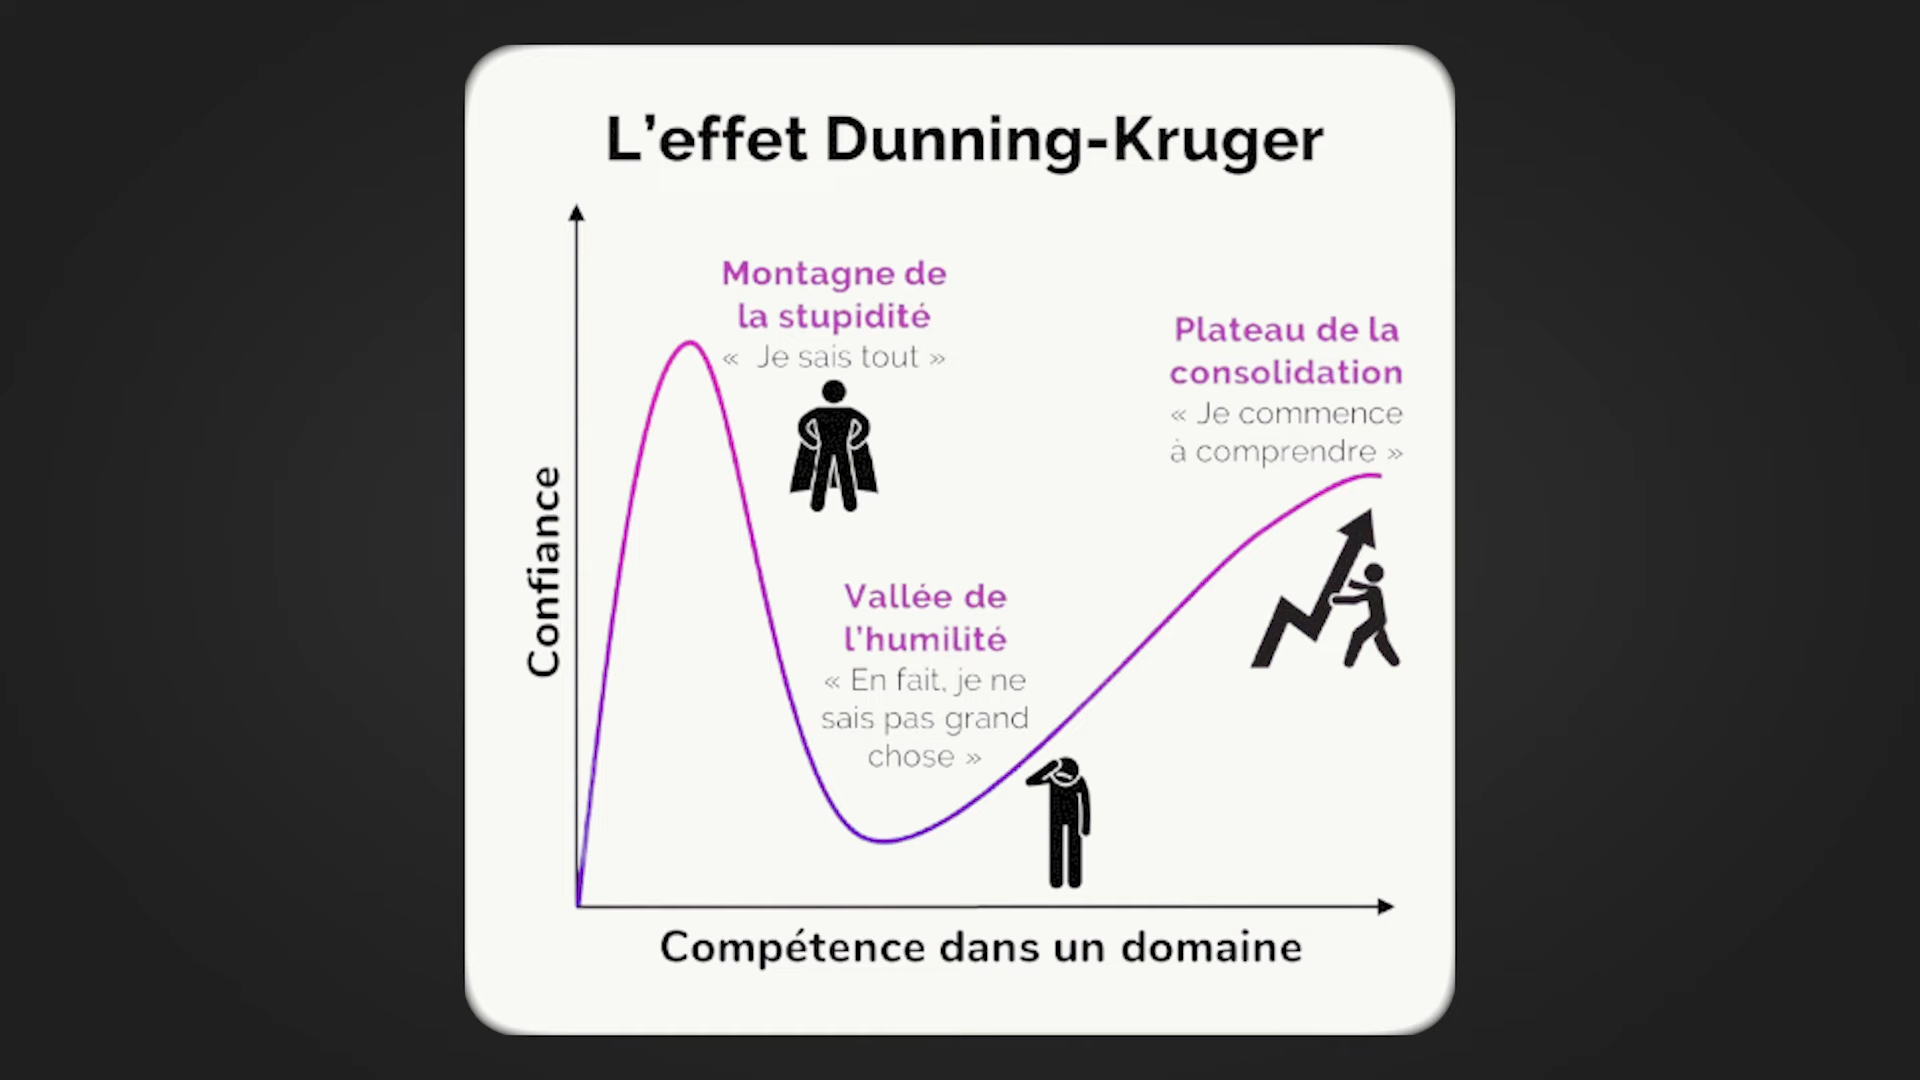 L'effet Dunning-Kruger
Montagne de
la stupidité
« Je sais tout »
Plateau de la
consolidation
« Je commence
à comprendre »
Confiance
Vallée de
l'humilité
« En fait, je ne
sais pas grand
chose »
Compétence dans un domaine